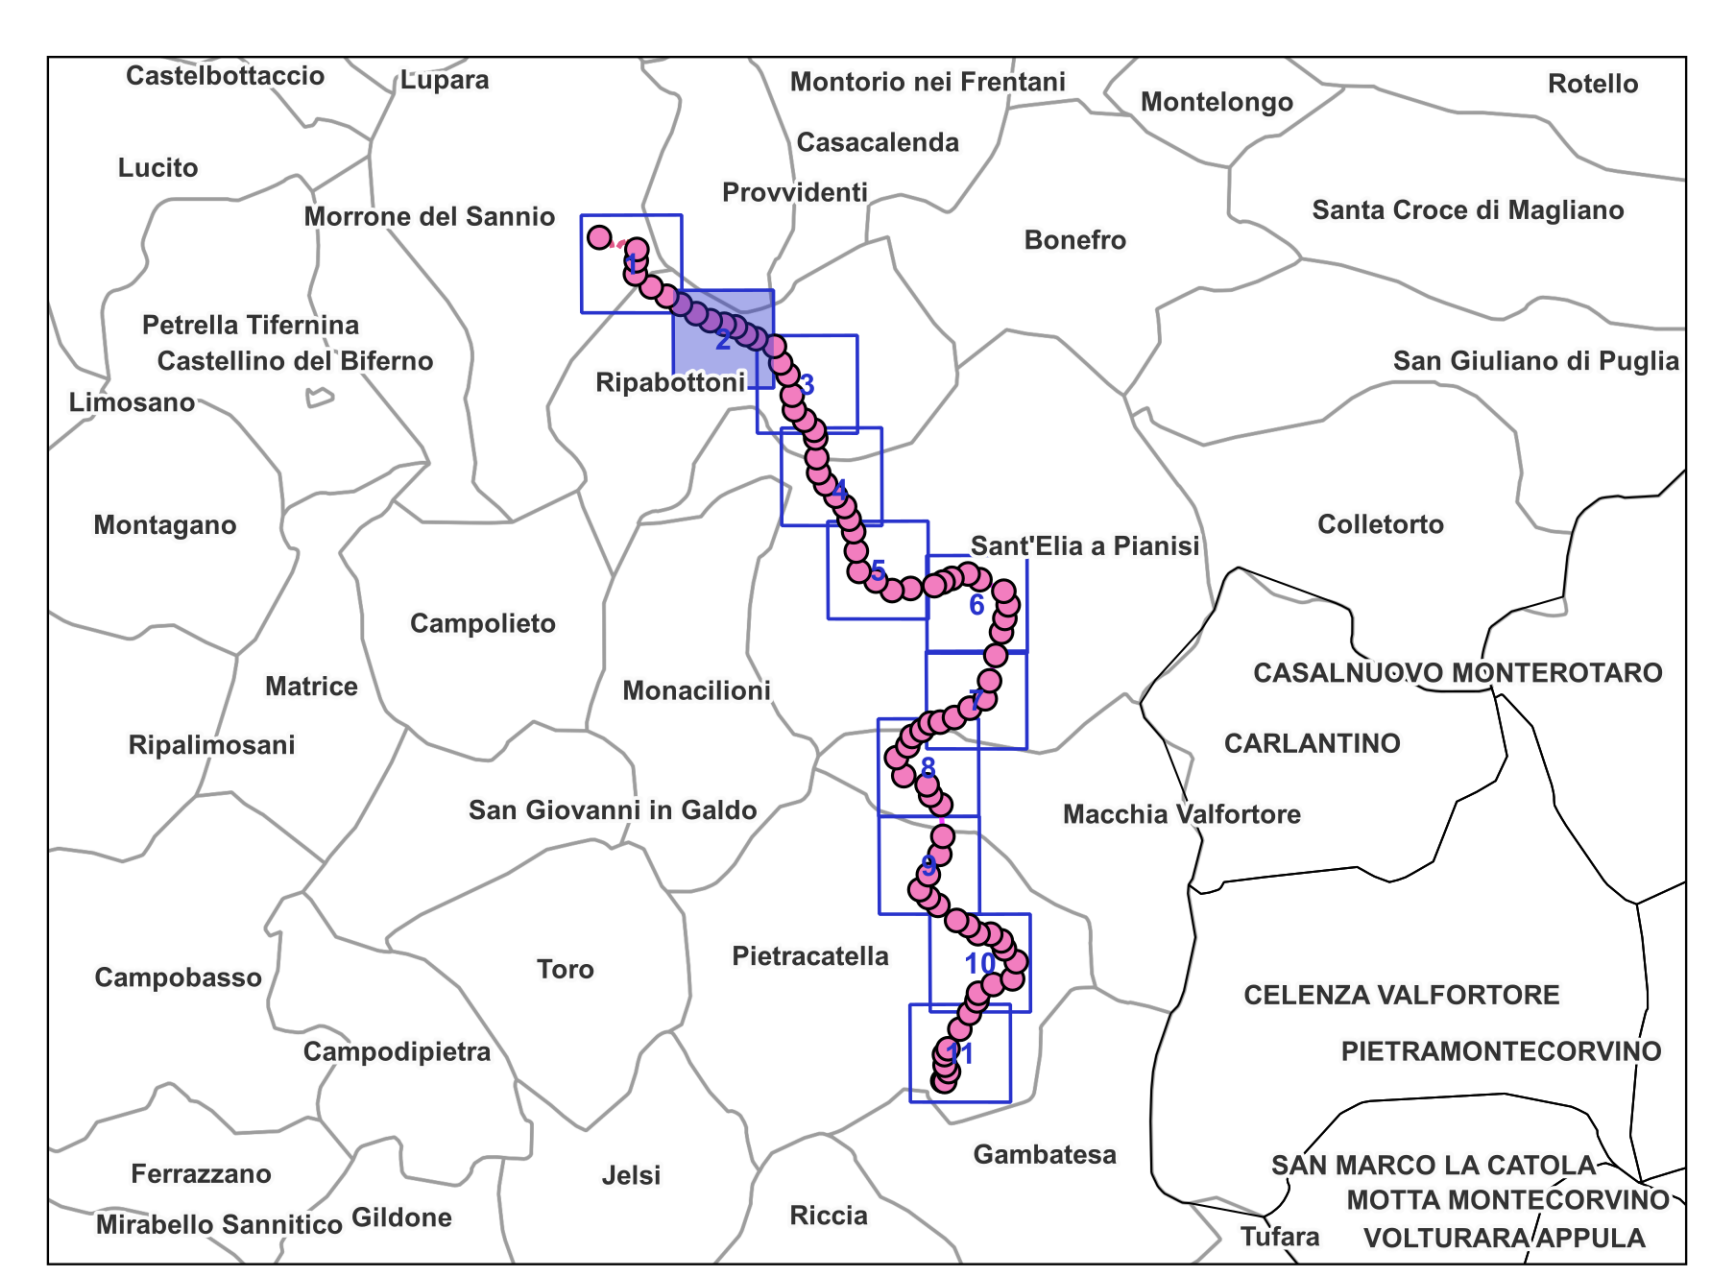 Castelbottaccio
Lupara
Montorio nei Frentani
Rotello
Montelongo
Casacalenda
Lucito
Provvidenti
Santa Croce di Magliano
Morrone del Sannio
Bonefro
1
Petrella Tifernina
2
Castellino del Biferno
San Giuliano di Puglia
Ripabottoni
3
Limosano
4
Montagano
Colletorto
Sant'Elia a Pianisi
5
6
Campolieto
CASALNUOVO MONTEROTARO
Matrice
Monacilioni
7
Ripalimosani
CARLANTINO
8
San Giovanni in Galdo
Macchia Valfortore
9
Pietracatella
10
Toro
Campobasso
CELENZA VALFORTORE
Campodipietra
11
PIETRAMONTECORVINO
Gambatesa
SAN MARCO LA CATOLA
Ferrazzano
Jelsi
MOTTA MONTECORVINO
Riccia
Gildone
Mirabello Sannitico
Tufara
VOLTURARA APPULA